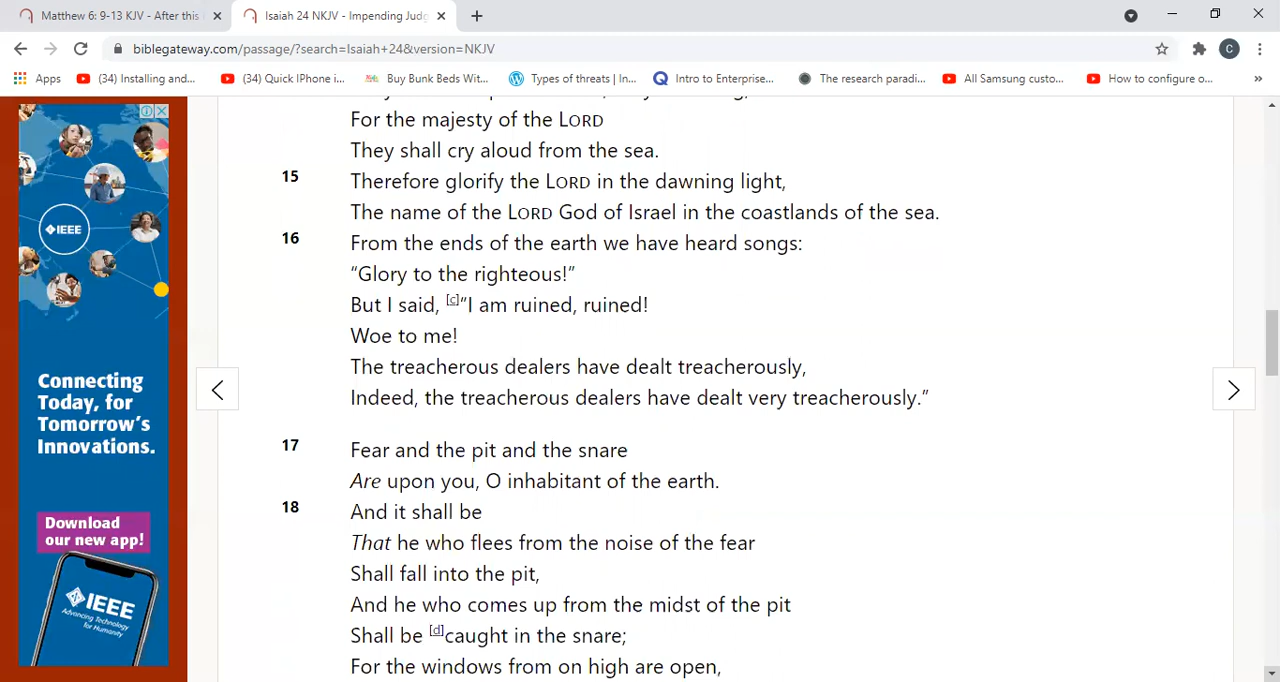 Matthew 6: 9-13 KJV - After this
Isaiah 24 NKJV - Impending Judg
biblegateway.com/passage/?search=Isaiah+24&version=NKJV
C
Apps
(34) Installing and...
(34) Quick IPhone i...
Buy Bunk Beds Wit...
Types of threats | In...
Intro to Enterprise...
The research paradi...
All Samsung custo...
How to configure o...
»
For the majesty of the LORD
They shall cry aloud from the sea.
15 Therefore glorify the LORD in the dawning light,
The name of the LORD God of Israel in the coastlands of the sea.
16 From the ends of the earth we have heard songs:
“Glory to the righteous!”
But I said, [c]“I am ruined, ruined!
Woe to me!
The treacherous dealers have dealt treacherously,
Indeed, the treacherous dealers have dealt very treacherously.”
17 Fear and the pit and the snare
Are upon you, O inhabitant of the earth.
18 And it shall be
That he who flees from the noise of the fear
Shall fall into the pit,
And he who comes up from the midst of the pit
Shall be [d]caught in the snare;
For the windows from on high are open,
IEEE
Connecting
Today, for
Tomorrow’s
Innovations.
Download
our new app!
IEEE
Advancing Technology
for Humanity